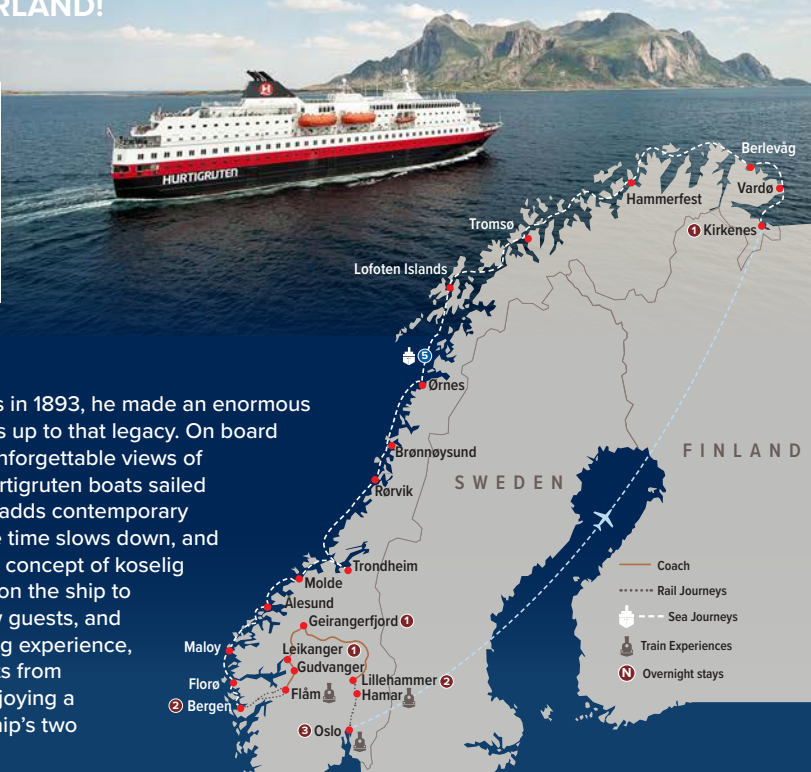 RLAND!
H
HURTIGRUTEN
Berlevåg
Vardø
Hammerfest
1 Kirkenes
Tromsø
Lofoten Islands
5
Ørnes
s in 1893, he made an enormous
s up to that legacy. On board
nforgettable views of
rtigruten boats sailed
adds contemporary
e time slows down, and
concept of koselig
on the ship to
w guests, and
g experience,
ts from
njoying a
hip's two
Brønnøysund
FINLAND
SWEDEN
Rørvik
Trondheim
Molde
Ålesund
Geirangerfjord 1
Maloy
Leikanger 1
Gudvanger
Lillehammer 2
Florø
Flåm
Hamar
2 Bergen
3 Oslo
Coach
Rail Journeys
Sea Journeys
Train Experiences
N Overnight stays